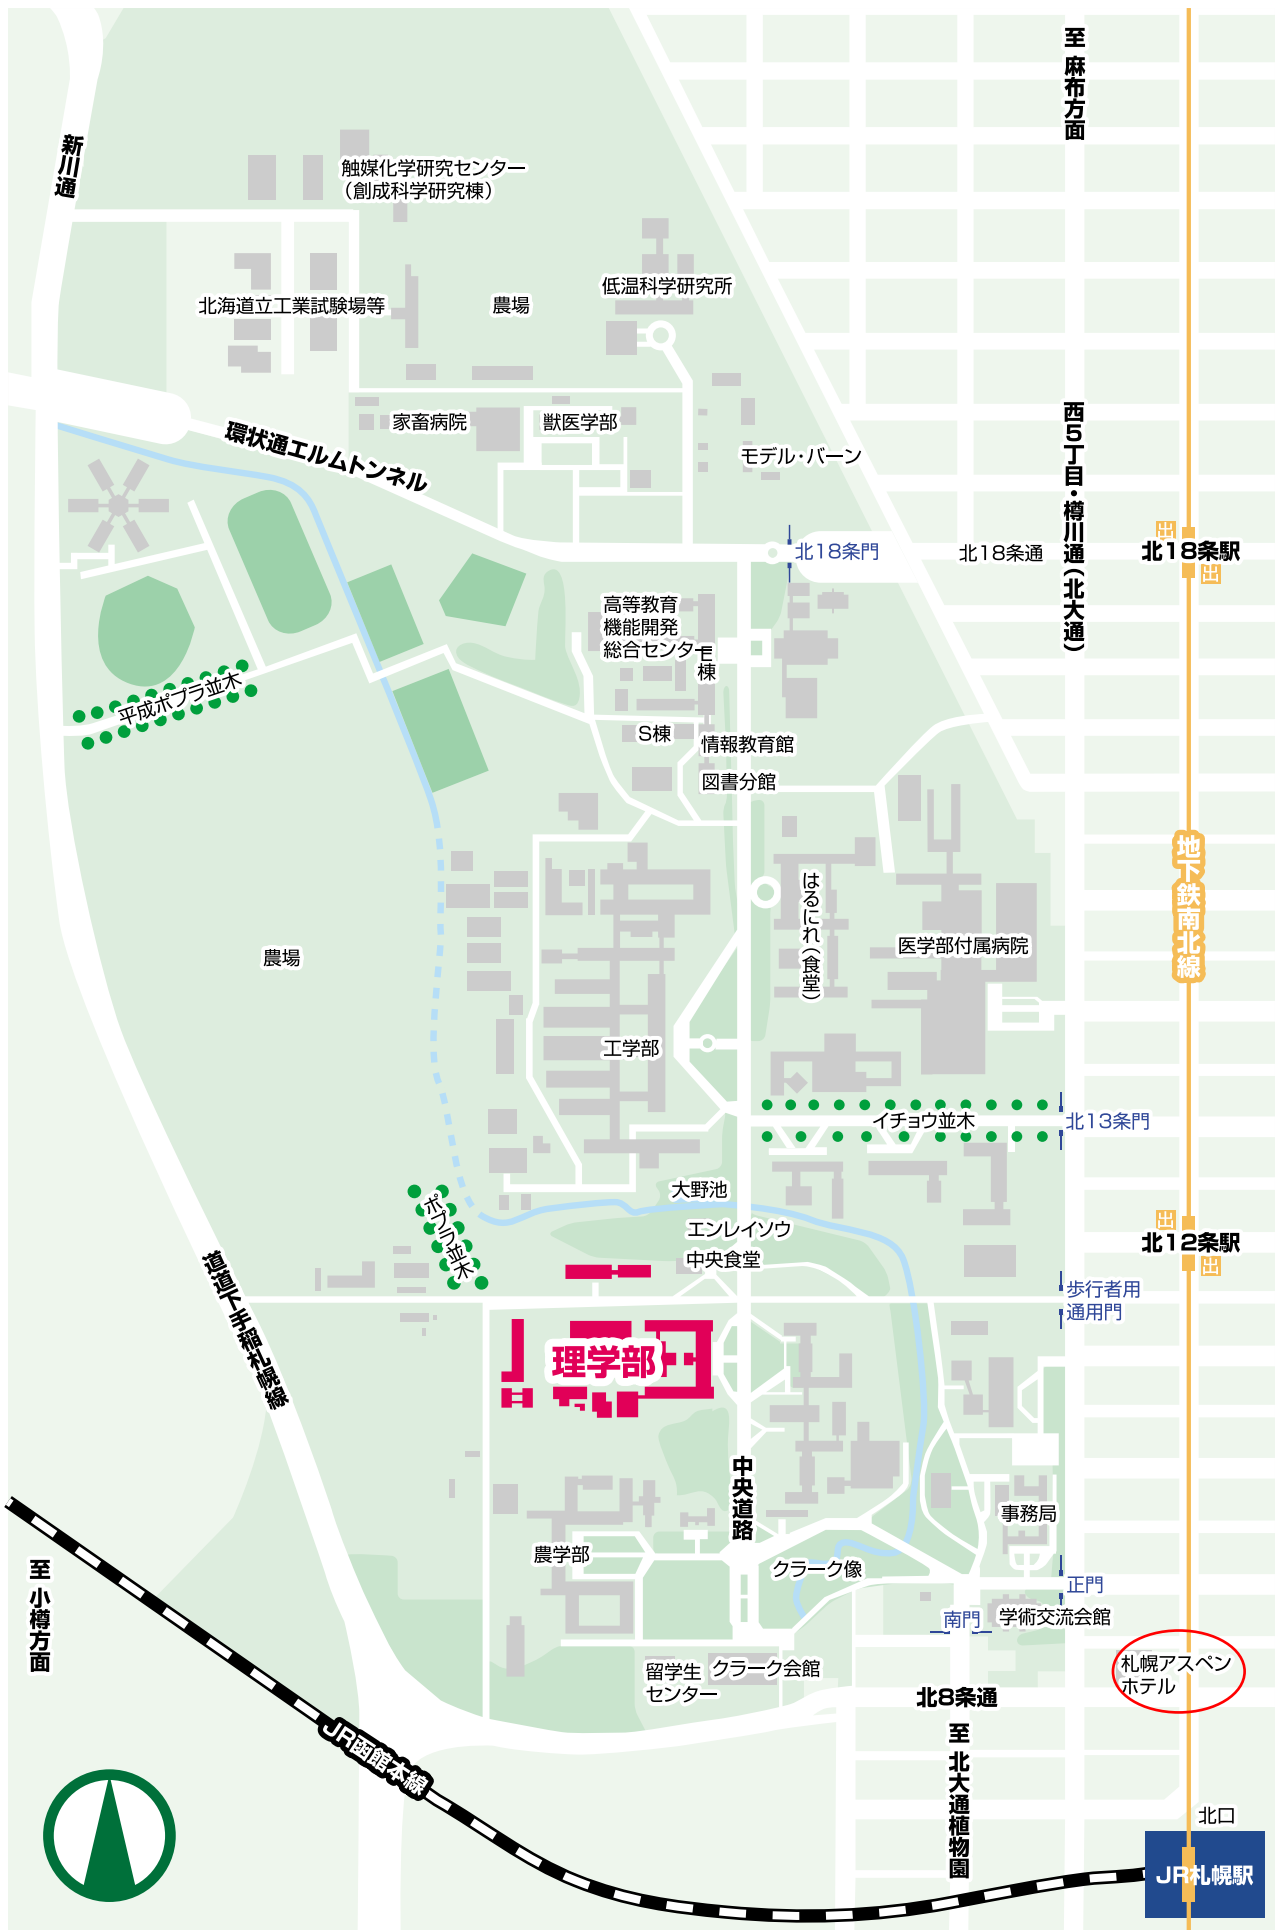 至 麻布方面
新川通
触媒化学研究センター
（創成科学研究棟）
低温科学研究所
北海道立工業試験場等
農場
家畜病院
獣医学部
環状通エルムトンネル
モデル・バーン
西5丁目・樽川通（北大通）
出
北18条門
北18条通
北18条駅
出
高等教育
機能開発
総合センター
E棟
平成ポプラ並木
S棟
情報教育館
図書分館
地下鉄南北線
はるにれ（食堂）
医学部付属病院
農場
工学部
イチョウ並木
北13条門
大野池
ポプラ並木
エンレイソウ
中央食堂
出
北12条駅
出
道道下手稲札幌線
歩行者用
通用門
理学部
中央道路
事務局
農学部
クラーク像
正門
至 小樽方面
南門
学術交流会館
留学生
センター
クラーク会館
札幌アスペン
ホテル
北8条通
至 北大通植物園
JR函館本線
北口
JR札幌駅